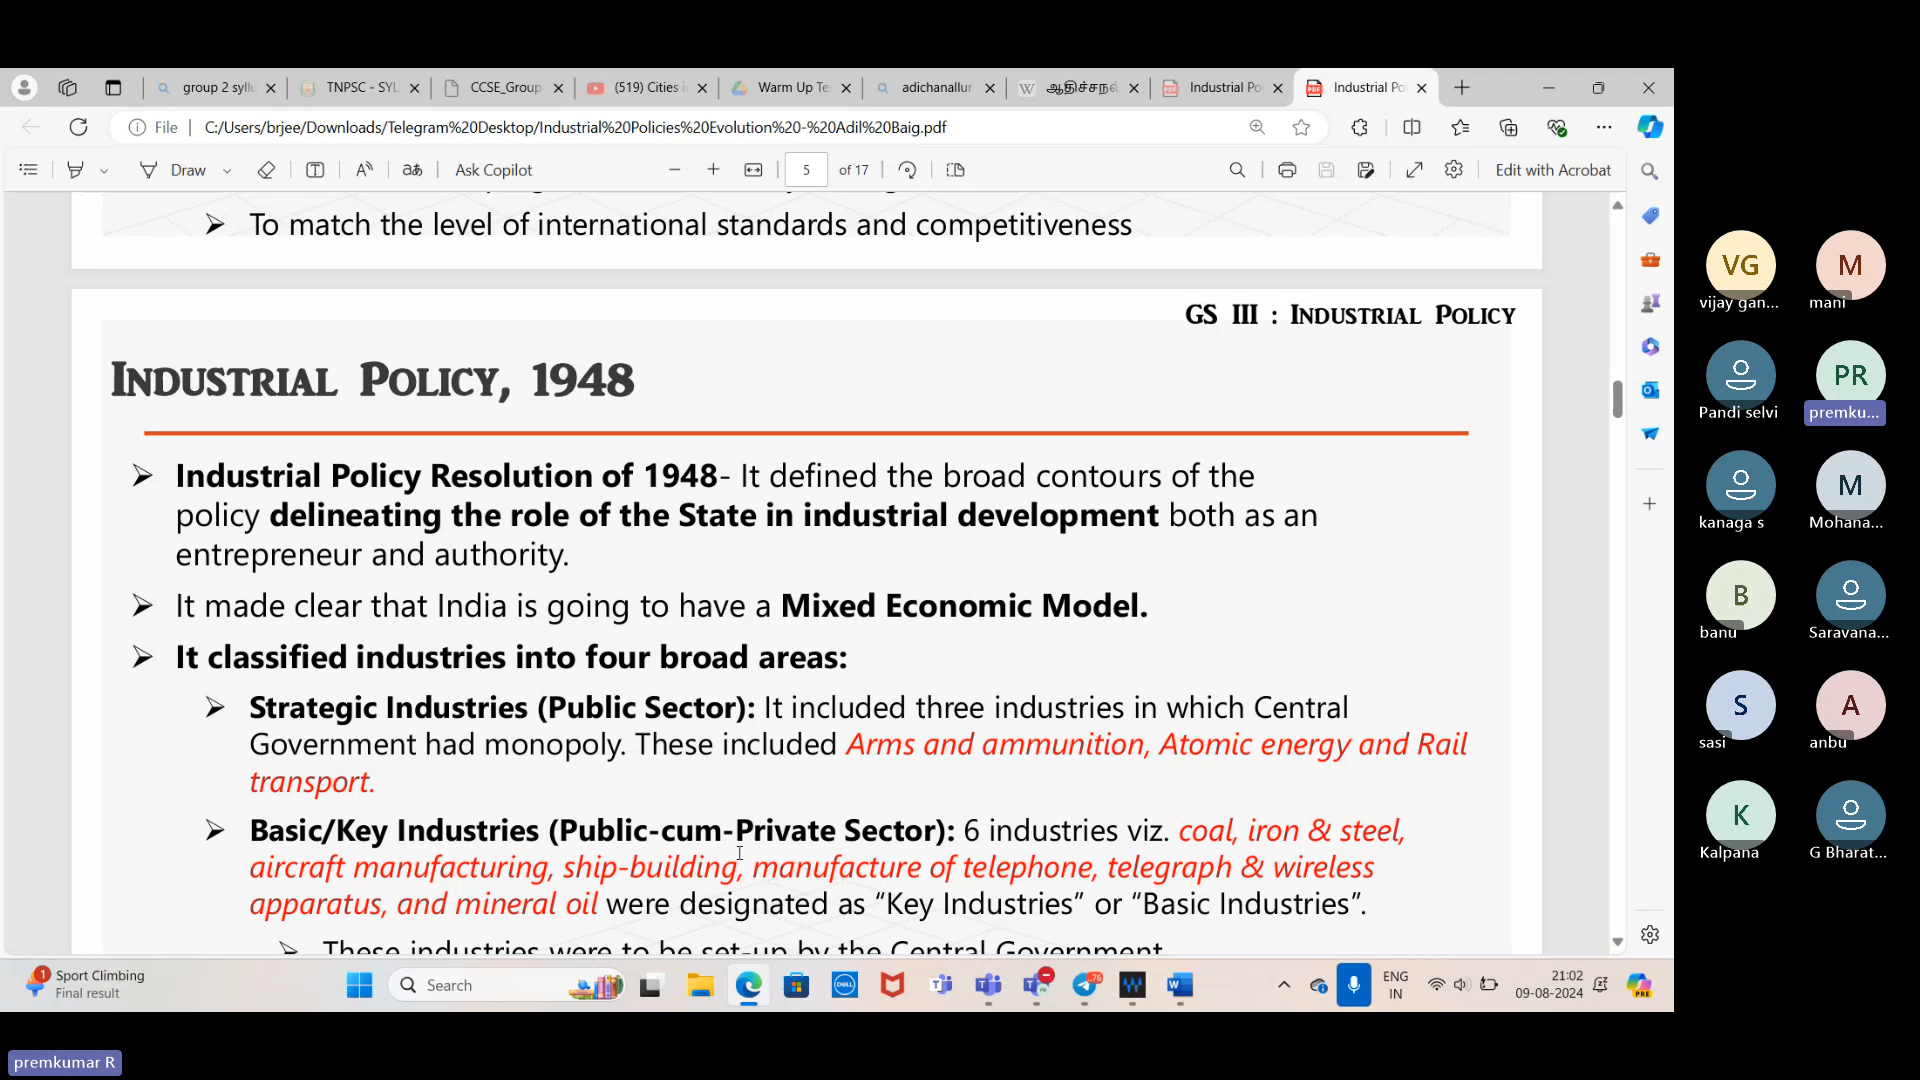 group 2 syll
TNPSC - SYL
CCSE_Group
(519) Cities i
Warm Up Te
adichanallur
W
ஆதிச்சநல்
Industrial Po
Industrial Po
File
C:/Users/brjee/Downloads/Telegram%20Desktop/Industrial%20Policies%20Evolution%20-%20Adil%20Baig.pdf
Draw
Ask Copilot
5
of 17
Edit with Acrobat
➢ To match the level of international standards and competitiveness
GS III : Industrial Policy
Industrial Policy, 1948
➢ Industrial Policy Resolution of 1948- It defined the broad contours of the
policy delineating the role of the State in industrial development both as an
entrepreneur and authority.
➢ It made clear that India is going to have a Mixed Economic Model.
➢ It classified industries into four broad areas:
➢ Strategic Industries (Public Sector): It included three industries in which Central
Government had monopoly. These included Arms and ammunition, Atomic energy and Rail
transport.
➢ Basic/Key Industries (Public-cum-Private Sector): 6 industries viz. coal, iron & steel,
aircraft manufacturing, ship-building, manufacture of telephone, telegraph & wireless
apparatus, and mineral oil were designated as “Key Industries” or “Basic Industries”.
➢ These industries were to be set-up by the Central Government
VG
vijay gan...
M
mani
Pandi selvi
PR
premku...
kanaga s
M
Mohana...
B
banu
Saravana...
S
sasi
A
anbu
K
Kalpana
G Bharat...
1
Sport Climbing
Final result
Search
DELL
76
W
ENG
IN
21:02
09-08-2024
PRE
premkumar R